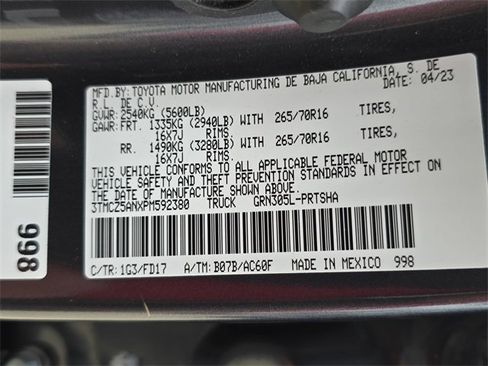 MFD.BY:TOYOTA MOTOR MANUFACTURING DE BAJA CALIFORNIA, S. DE
R.L. DE C.V. DATE: 04/23
GVWR: 2540KG (5600LB)
GAWR: FRT. 1335KG (2940LB) WITH 265/70R16 TIRES,
16X7J RIMS.
RR. 1490KG (3280LB) WITH 265/70R16 TIRES,
16X7J RIMS.
THIS VEHICLE CONFORMS TO ALL APPLICABLE FEDERAL MOTOR
VEHICLE SAFETY AND THEFT PREVENTION STANDARDS IN EFFECT ON
THE DATE OF MANUFACTURE SHOWN ABOVE.
3TMCZ5ANXPM592380 TRUCK GRN305L-PRTSHA
C/TR: 1G3/FD17 A/TM: B07B/AC60F MADE IN MEXICO 998
998